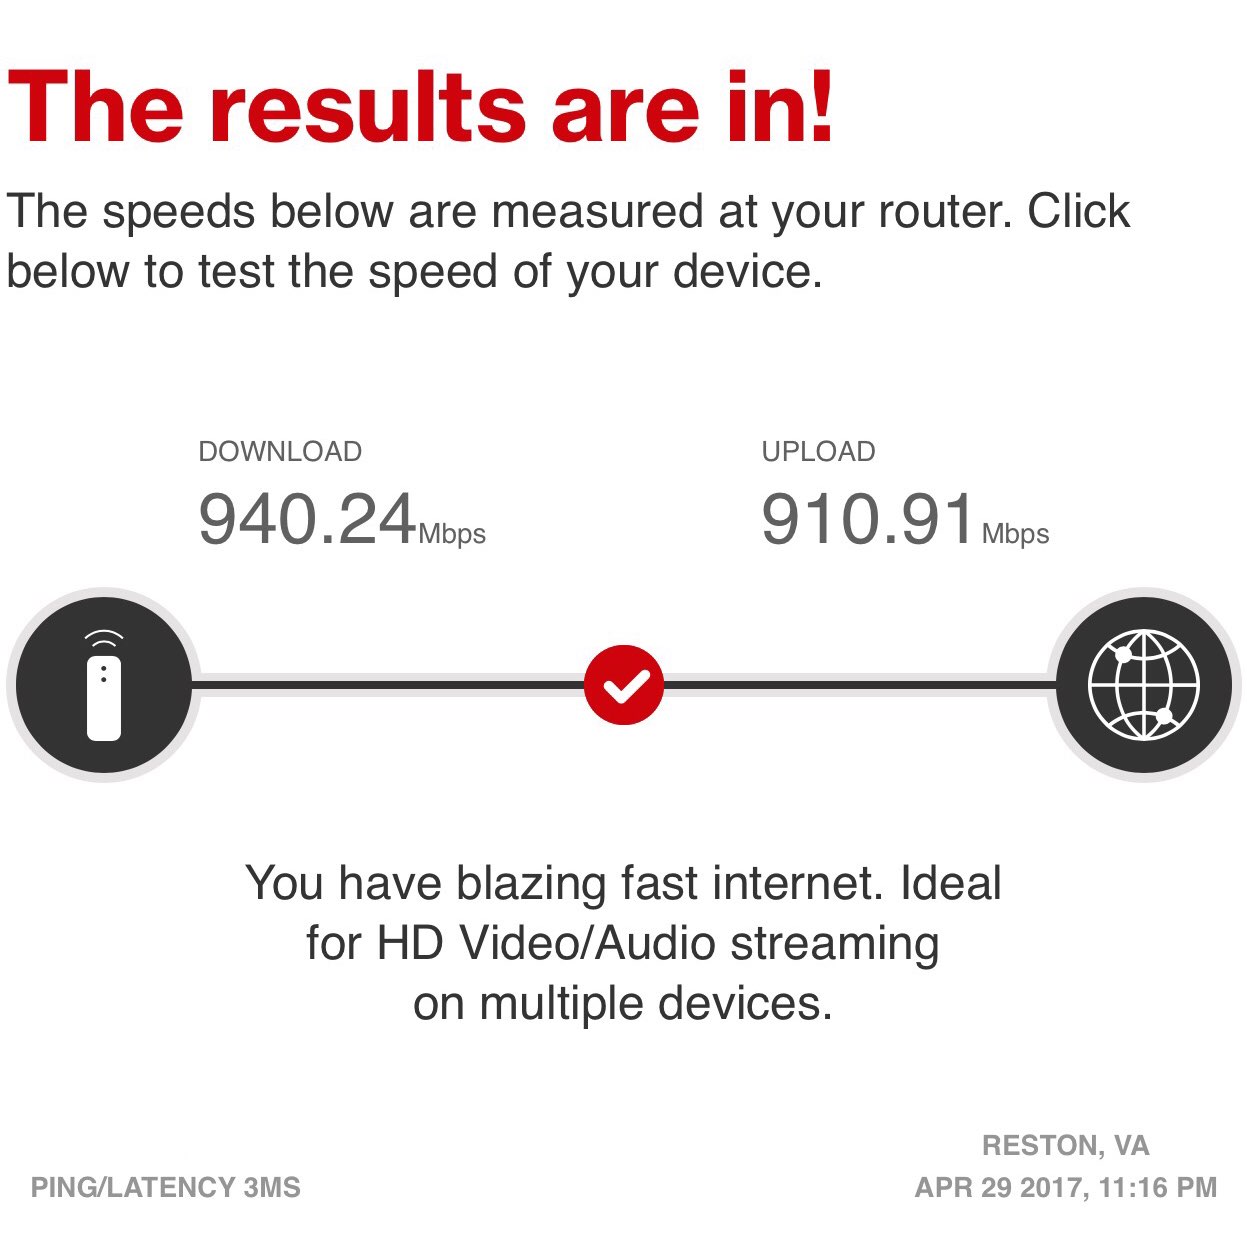 The results are in!
The speeds below are measured at your router. Click
below to test the speed of your device.
DOWNLOAD
940.24Mbps
UPLOAD
910.91Mbps
You have blazing fast internet. Ideal
for HD Video/Audio streaming
on multiple devices.
PING/LATENCY 3MS
RESTON, VA
APR 29 2017, 11:16 PM